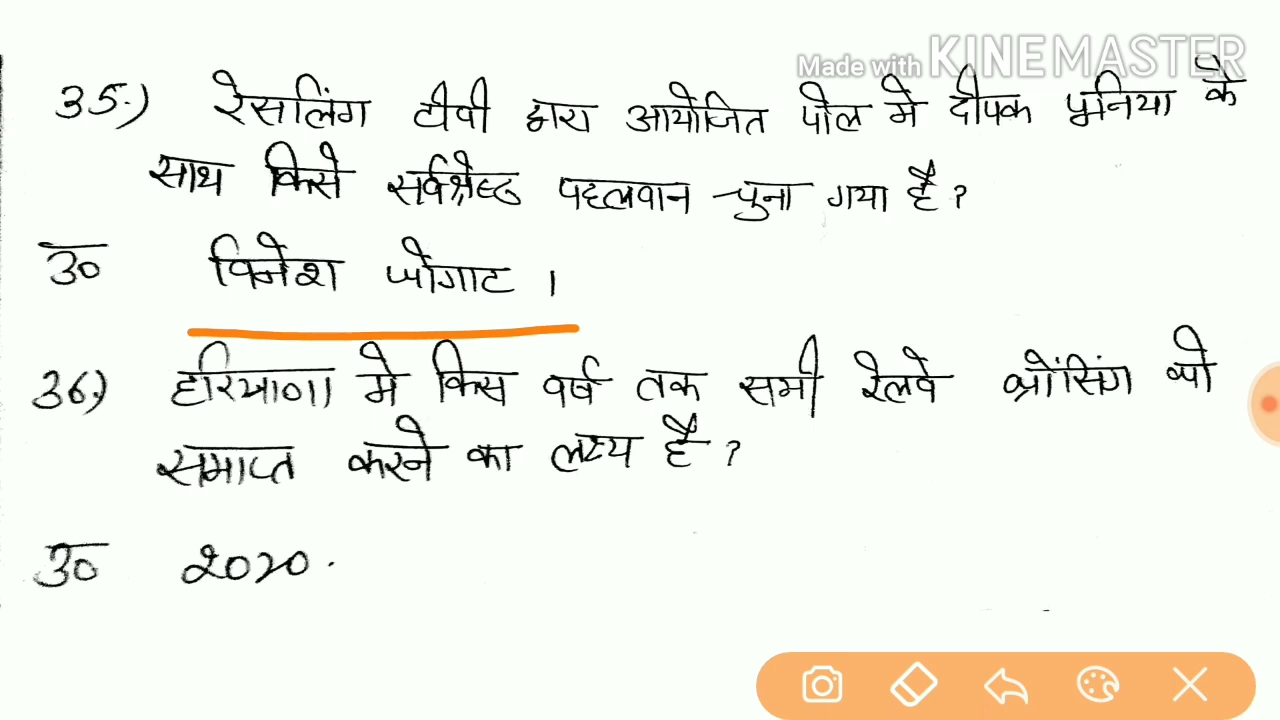 Made with KINEMASTER
35.) रेसलिंग टीवी द्वारा आयोजित पोल मे दीपक पूनिया के
साथ किसे सर्वश्रेष्ठ पहलवान चुना गया है ?
उ० विनेश फोगाट ।
36.) हरियाणा मे किस वर्ष तक सभी रेलवे क्रोंसिंग को
समाप्त करने का लक्ष्य है ?
उ० 2020.